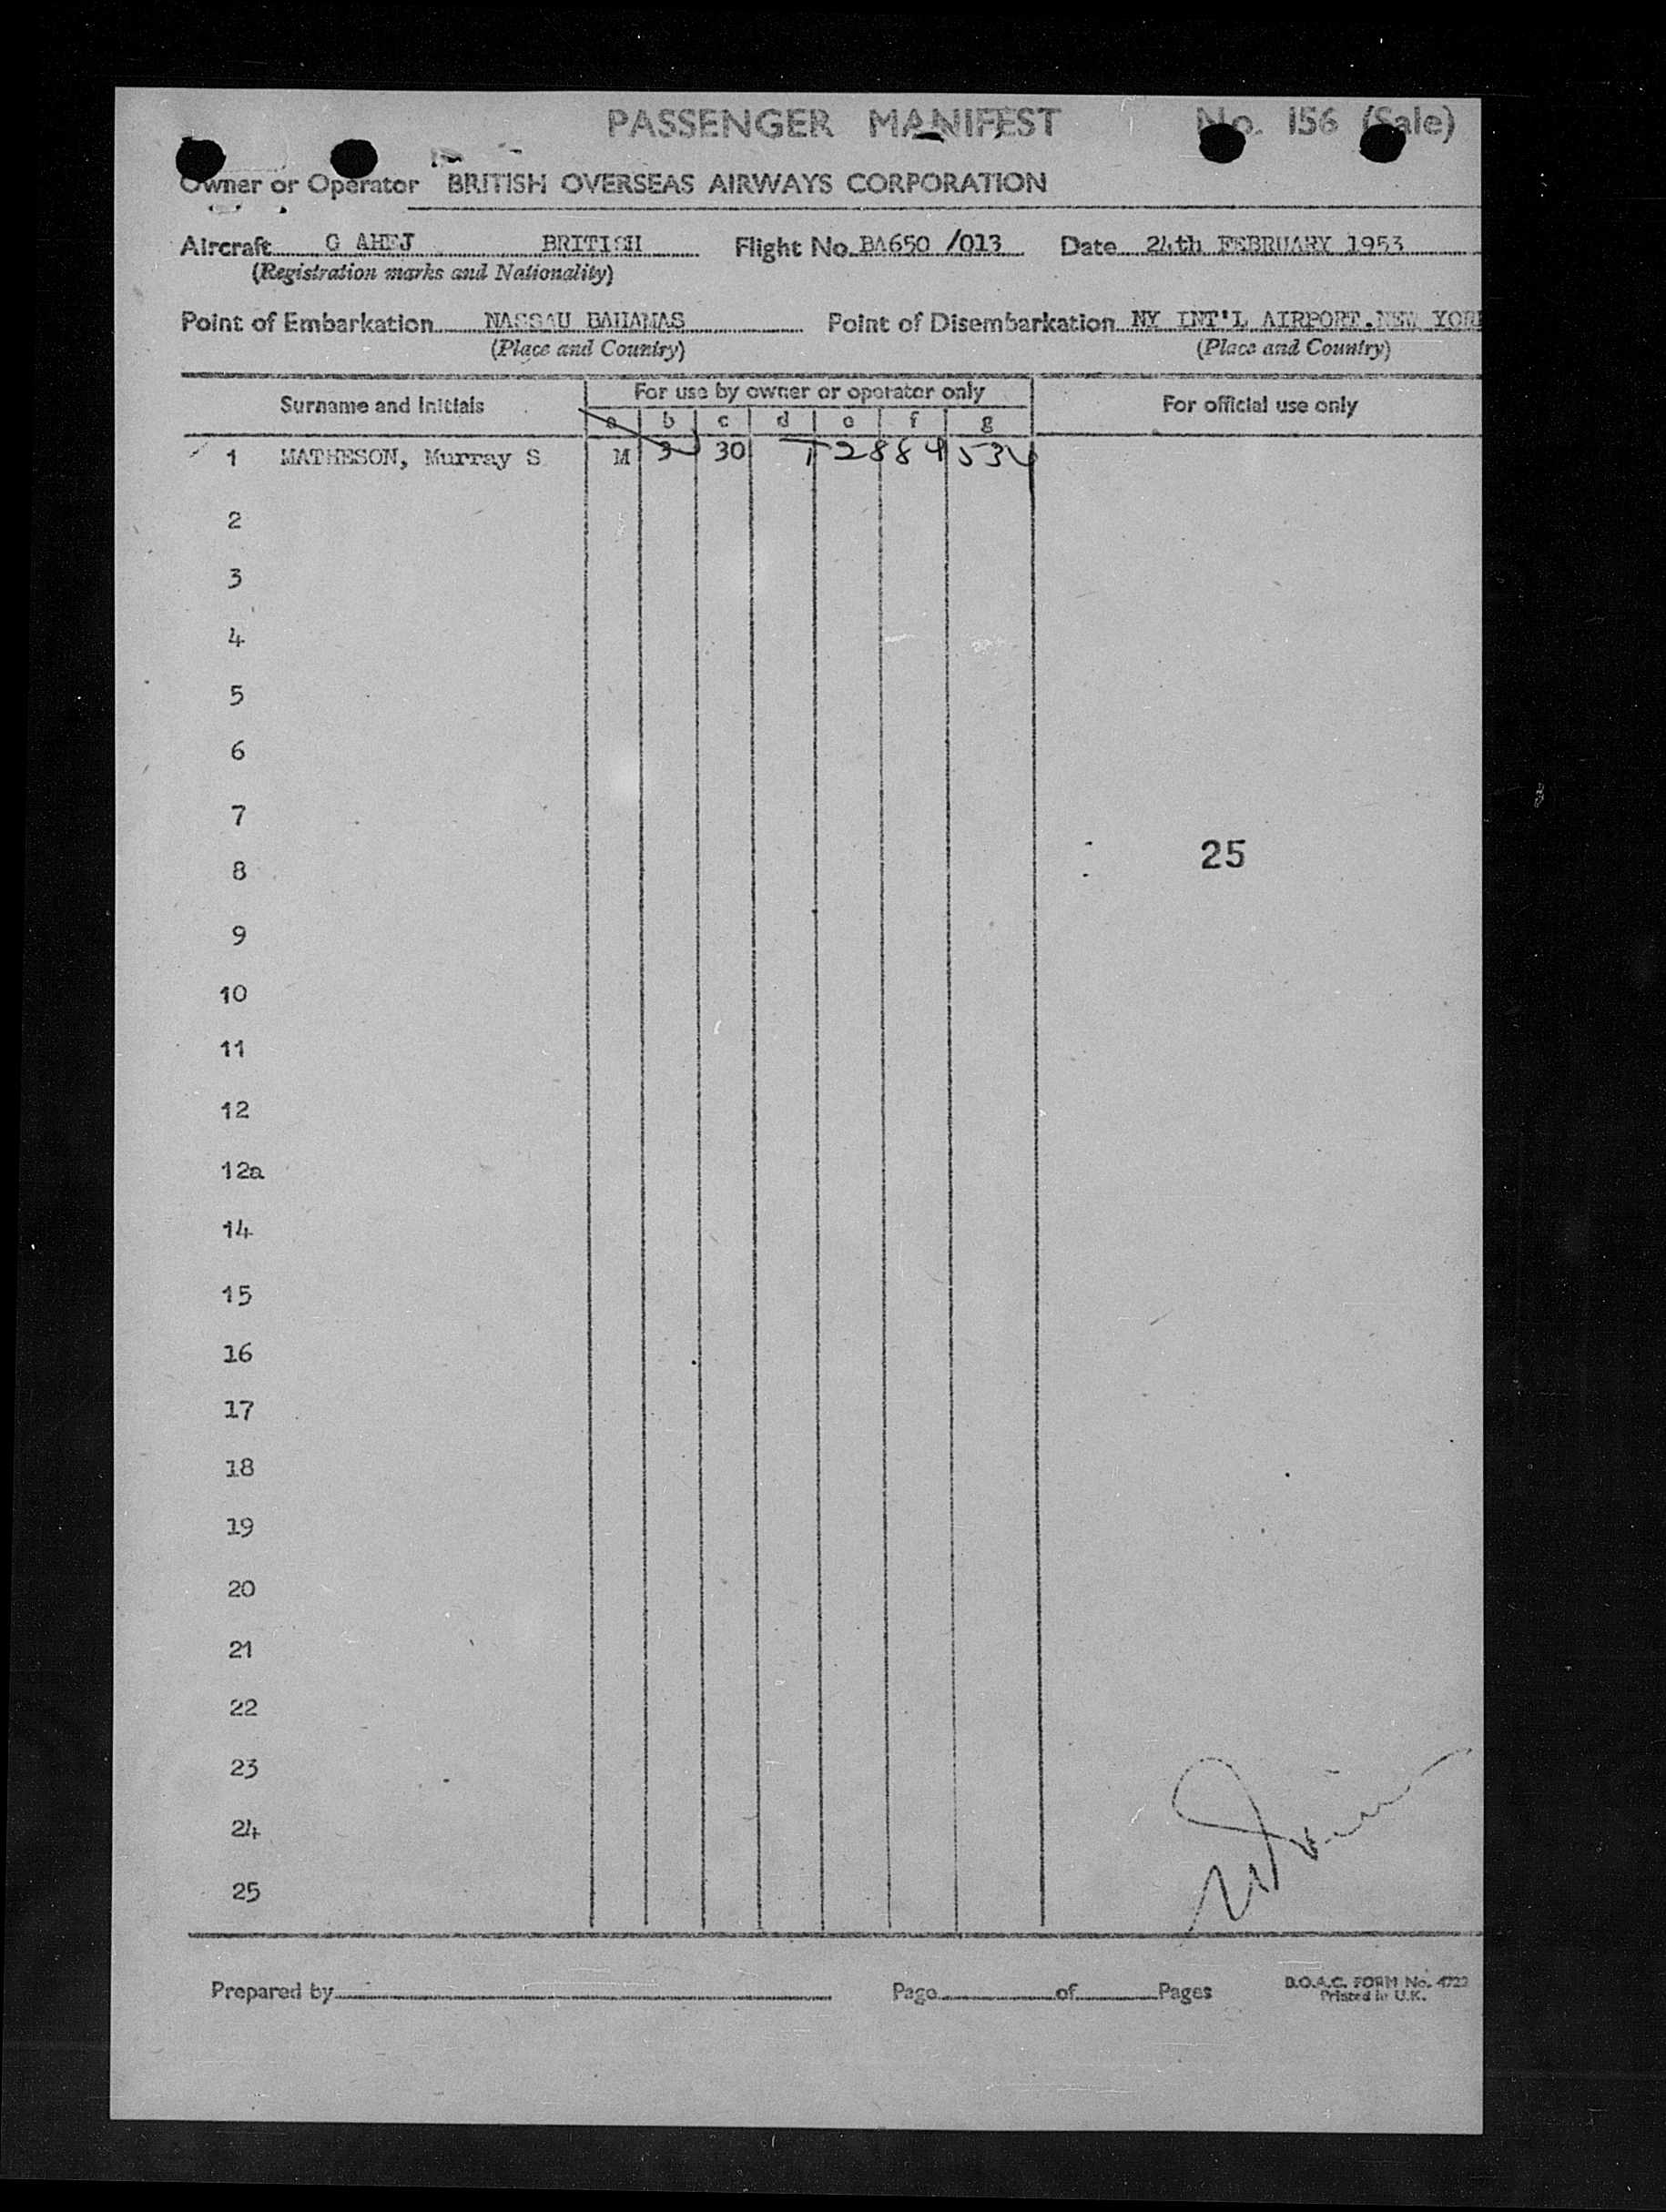 PASSENGER MANIFEST No. 156 (Sale)
Owner or Operator BRITISH OVERSEAS AIRWAYS CORPORATION
Aircraft G AHEJ BRITISH Flight No. BA650 /013 Date 24th FEBRUARY 1953
(Registration marks and Nationality)
Point of Embarkation NASSAU BAHAMAS Point of Disembarkation NY INT'L AIRPORT.NEW YORK
(Place and Country) (Place and Country)
Surname and Initials For use by owner or operator only For official use only
a b c d e f g
1 MATHESON, Murray S M 3 30 T 2884534
2
3
4
5
6
7
25
8
9
10
11
12
12a
14
15
16
17
18
19
20
21
22
23
24
25
Prepared by Page of Pages B.O.A.C. FORM No. 4722
Printed in U.K.